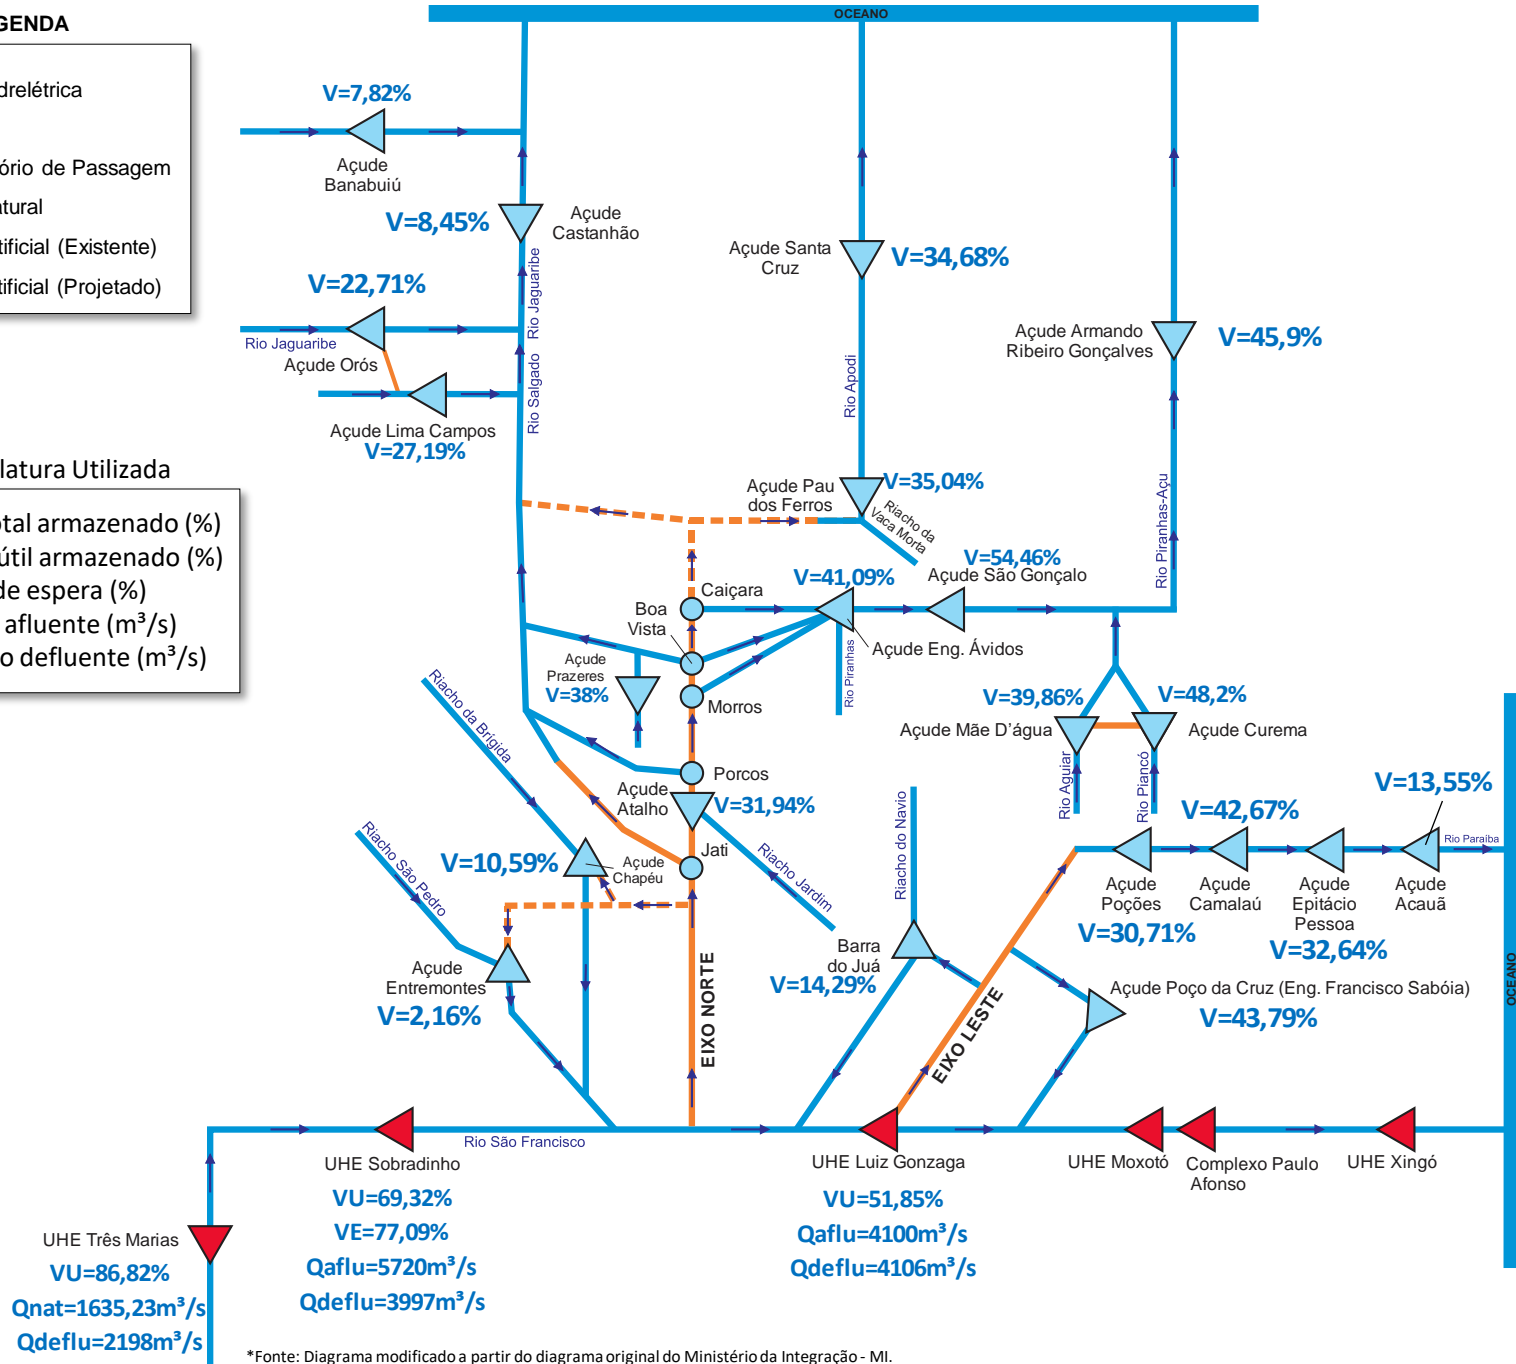 OCEANO
GENDA
drelétrica
ório de Passagem
atural
tificial (Existente)
tificial (Projetado)
V=7,82%
Açude
Banabuiú
V=8,45%
Açude
Castanhão
Rio Jaguaribe
V=22,71%
Rio Jaguaribe
Açude Orós
Rio Salgado
Açude Lima Campos
V=27,19%
Açude Santa
Cruz
V=34,68%
Rio Apodi
Açude Armando
Ribeiro Gonçalves
V=45,9%
Rio Piranhas-Açu
latura Utilizada
otal armazenado (%)
útil armazenado (%)
de espera (%)
afluente (m³/s)
o defluente (m³/s)
Açude Pau
dos Ferros
V=35,04%
Riacho da
Vaca Morta
V=54,46%
Açude São Gonçalo
V=41,09%
Caiçara
Boa
Vista
Açude Eng. Ávidos
Rio Piranhas
Açude
Prazeres
V=38%
Morros
Riacho da Brígida
V=39,86%
V=48,2%
Açude Mãe D'água
Açude Curema
Rio Aguiar
Rio Piancó
Porcos
Açude
Atalho
V=31,94%
Riacho do Navio
V=13,55%
V=42,67%
Rio Paraíba
Riacho São Pedro
V=10,59%
Açude
Chapéu
Jati
Riacho Jardim
Açude
Poções
V=30,71%
Açude
Camalaú
Açude
Epitácio
Pessoa
V=32,64%
Açude
Acauã
Barra
do Juá
V=14,29%
Açude
Entremontes
V=2,16%
EIXO NORTE
EIXO LESTE
Açude Poço da Cruz (Eng. Francisco Sabóia)
V=43,79%
OCEANO
Rio São Francisco
UHE Sobradinho
VU=69,32%
VE=77,09%
Qaflu=5720m³/s
Qdeflu=3997m³/s
UHE Luiz Gonzaga
VU=51,85%
Qaflu=4100m³/s
Qdeflu=4106m³/s
UHE Moxotó
Complexo Paulo
Afonso
UHE Xingó
UHE Três Marias
VU=86,82%
Qnat=1635,23m³/s
Qdeflu=2198m³/s
*Fonte: Diagrama modificado a partir do diagrama original do Ministério da Integração - MI.